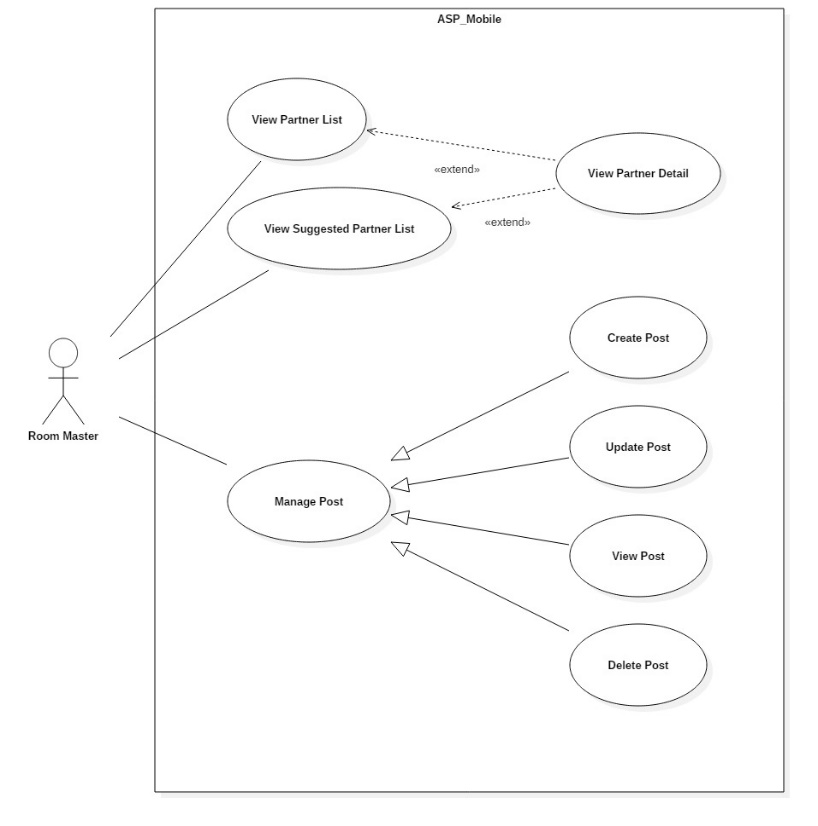 ASP_Mobile
View Partner List
«extend»
View Partner Detail
View Suggested Partner List
«extend»
Create Post
Room Master
Update Post
Manage Post
View Post
Delete Post